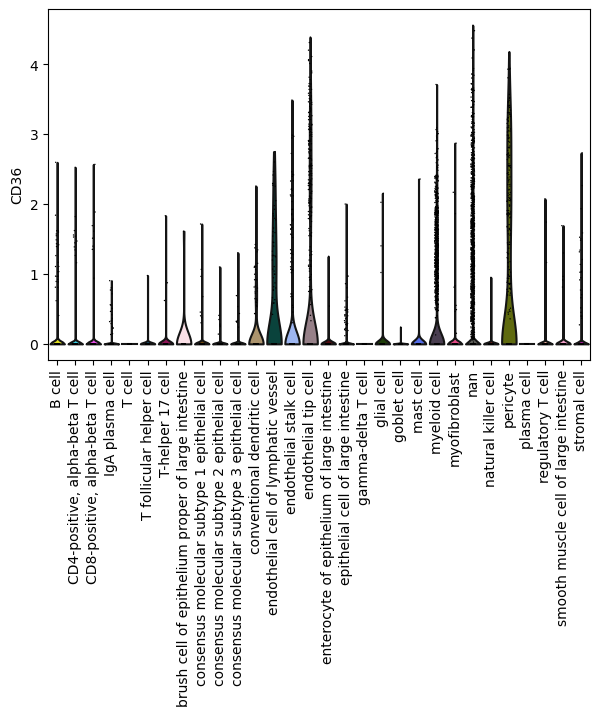 4
3
2
1
0
CD36
B cell
CD4-positive, alpha-beta T cell
CD8-positive, alpha-beta T cell
IgA plasma cell
T cell
T follicular helper cell
T-helper 17 cell
brush cell of epithelium proper of large intestine
consensus molecular subtype 1 epithelial cell
consensus molecular subtype 2 epithelial cell
consensus molecular subtype 3 epithelial cell
conventional dendritic cell
endothelial cell of lymphatic vessel
endothelial stalk cell
endothelial tip cell
enterocyte of epithelium of large intestine
epithelial cell of large intestine
gamma-delta T cell
glial cell
goblet cell
mast cell
myeloid cell
myofibroblast
nan
natural killer cell
pericyte
plasma cell
regulatory T cell
smooth muscle cell of large intestine
stromal cell